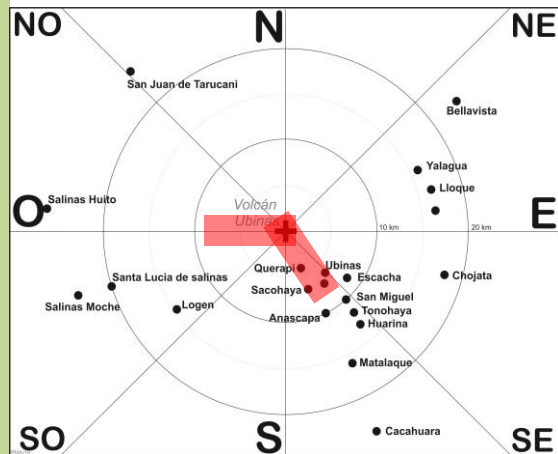 NO
N
NE
San Juan de Tarucani
Bellavista
Yalagua
Lloque
Volcán
Ubinas
Salinas Huito
O
E
10 km
20 km
Querapi
Ubinas
Escacha
Chojata
Santa Lucia de salinas
Sacohaya
San Miguel
Salinas Moche
Logen
Tonohaya
Anascapa
Huarina
Matalaque
Cacahuara
SO
S
SE